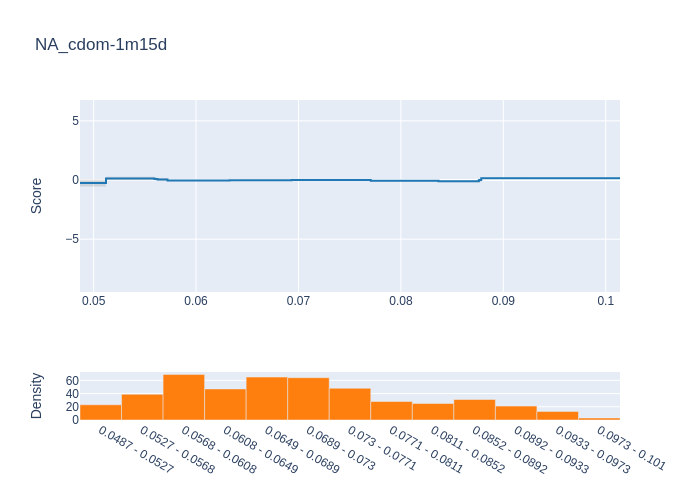 NA_cdom-1m15d
Score
5
0
−5
0.05
0.06
0.07
0.08
0.09
0.1
Density
60
40
20
0
0.0487 - 0.0527
0.0527 - 0.0568
0.0568 - 0.0608
0.0608 - 0.0649
0.0649 - 0.0689
0.0689 - 0.073
0.073 - 0.0771
0.0771 - 0.0811
0.0811 - 0.0852
0.0852 - 0.0892
0.0892 - 0.0933
0.0933 - 0.0973
0.0973 - 0.101